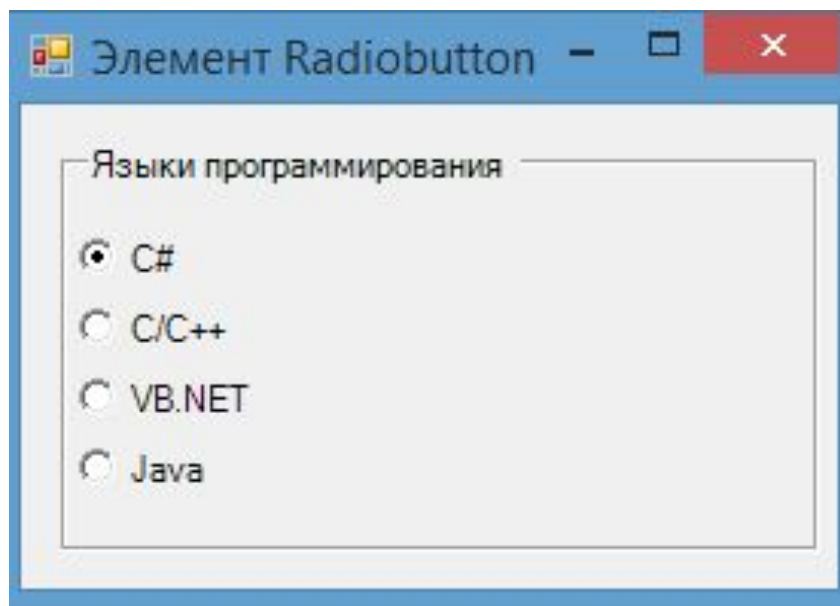 Элемент Radiobutton
Языки программирования
C#
C/C++
VB.NET
Java